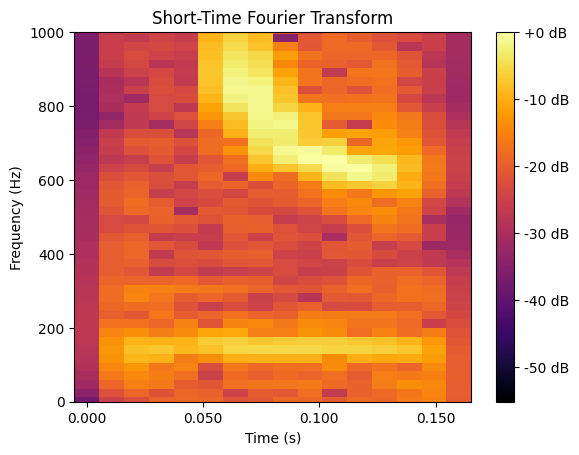 Short-Time Fourier Transform
1000
800
600
400
200
0
Frequency (Hz)
0.000
0.050
0.100
0.150
Time (s)
+0 dB
-10 dB
-20 dB
-30 dB
-40 dB
-50 dB